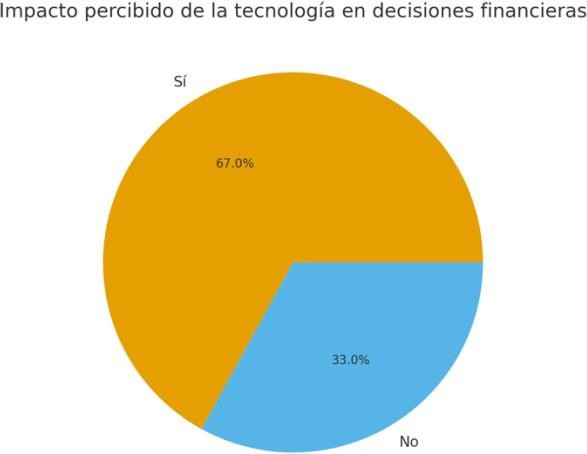 Impacto percibido de la tecnología en decisiones financieras
Sí
67.0%
33.0%
No